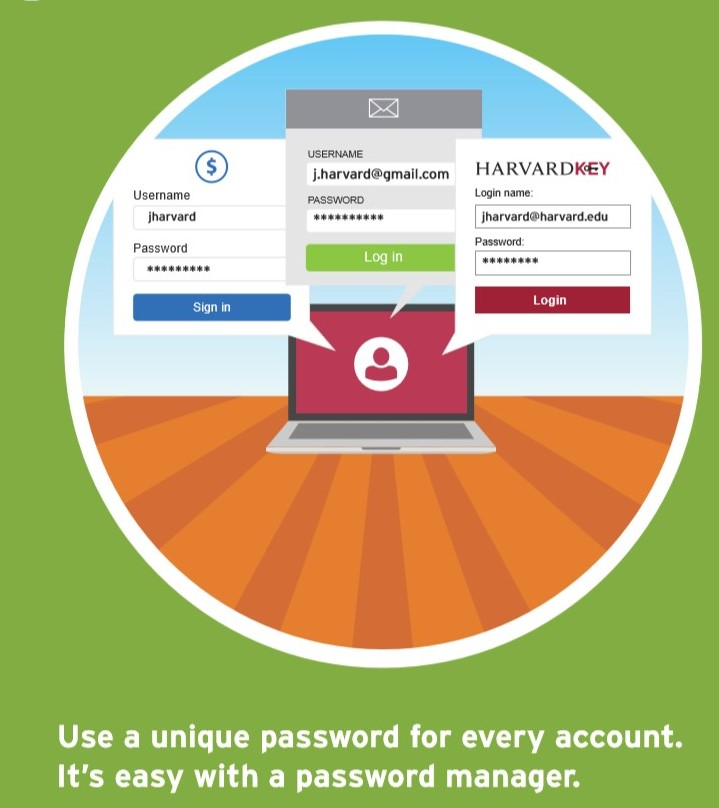 $
Username
jharvard
Password
*********
Sign in
USERNAME
j.harvard@gmail.com
PASSWORD
**********
Log in
HARVARDKEY
Login name:
jharvard@harvard.edu
Password:
********
Login
Use a unique password for every account.
It's easy with a password manager.